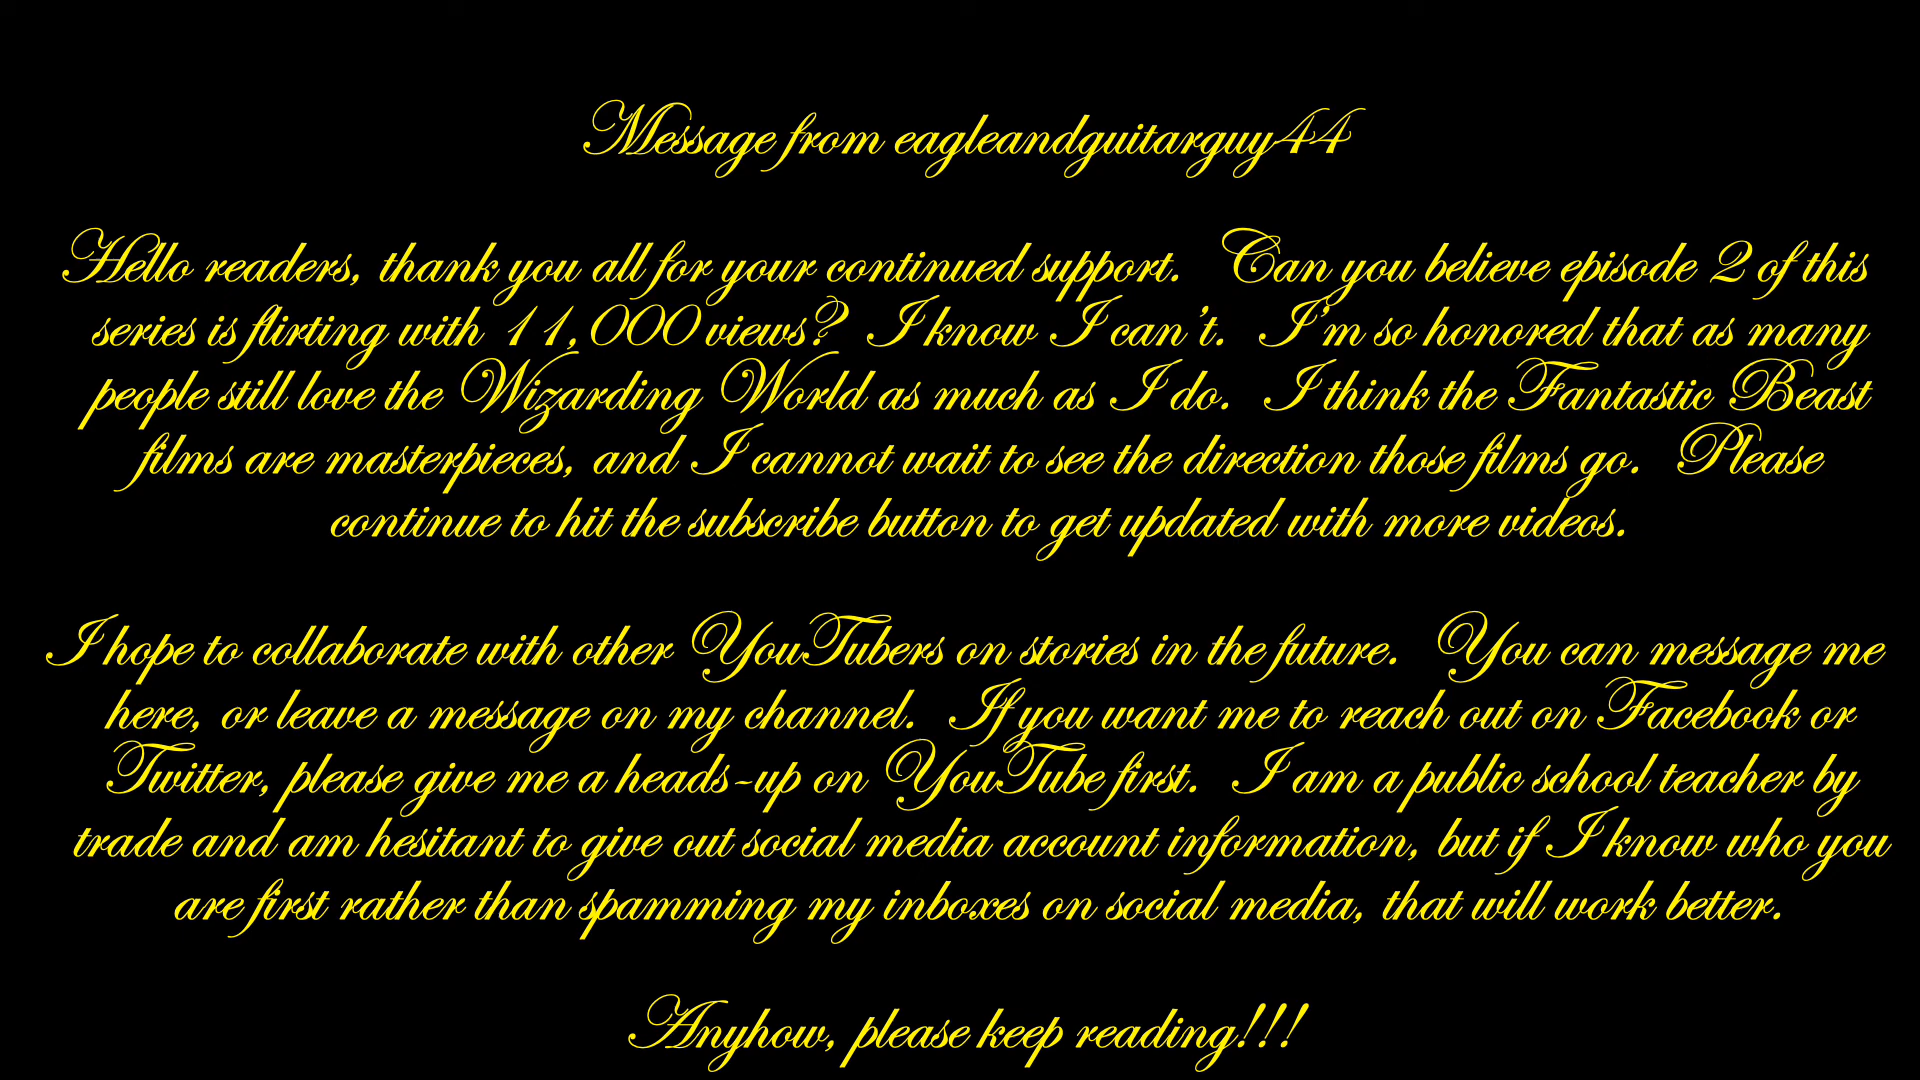 Message from eagleandguitarguy44
Hello readers, thank you all for your continued support. Can you believe episode 2 of this
series is flirting with 11,000 views? I know I can't. I'm so honored that as many
people still love the Wizarding World as much as I do. I think the Fantastic Beast
films are masterpieces, and I cannot wait to see the direction those films go. Please
continue to hit the subscribe button to get updated with more videos.
I hope to collaborate with other YouTubers on stories in the future. You can message me
here, or leave a message on my channel. If you want me to reach out on Facebook or
Twitter, please give me a heads-up on YouTube first. I am a public school teacher by
trade and am hesitant to give out social media account information, but if I know who you
are first rather than spamming my inboxes on social media, that will work better.
Anyhow, please keep reading!!!